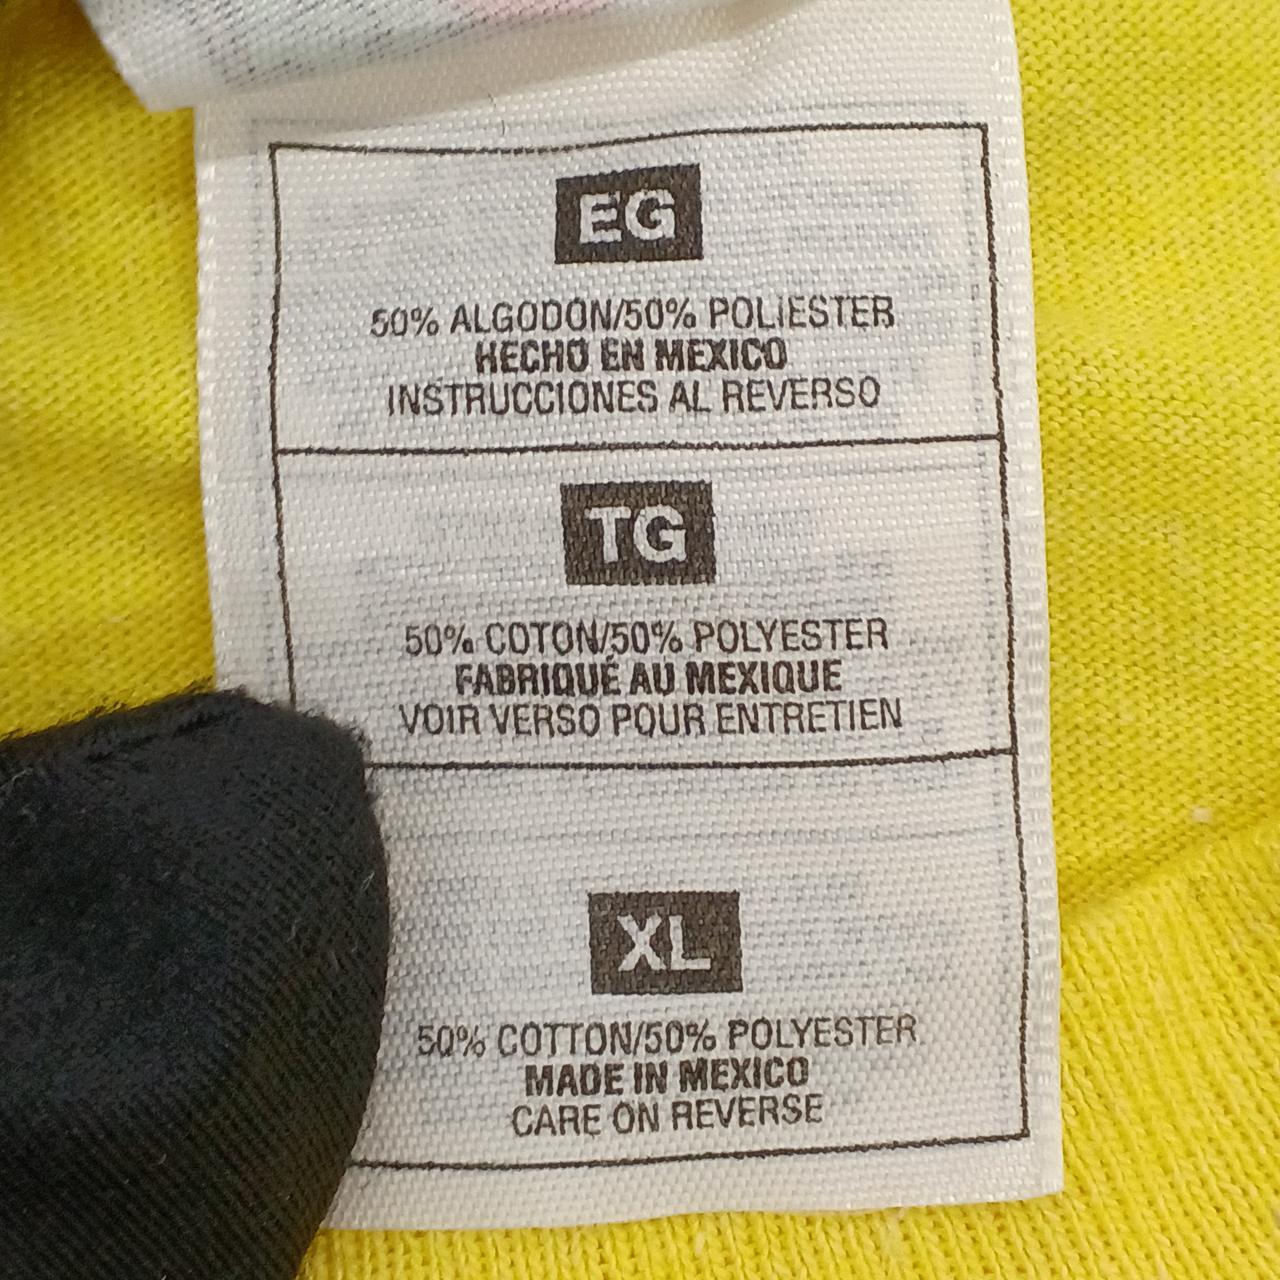 EG
50% ALGODON/50% POLIESTER
HECHO EN MEXICO
INSTRUCCIONES AL REVERSO
TG
50% COTON/50% POLYESTER
FABRIQUÉ AU MEXIQUE
VOIR VERSO POUR ENTRETIEN
XL
50% COTTON/50% POLYESTER
MADE IN MEXICO
CARE ON REVERSE